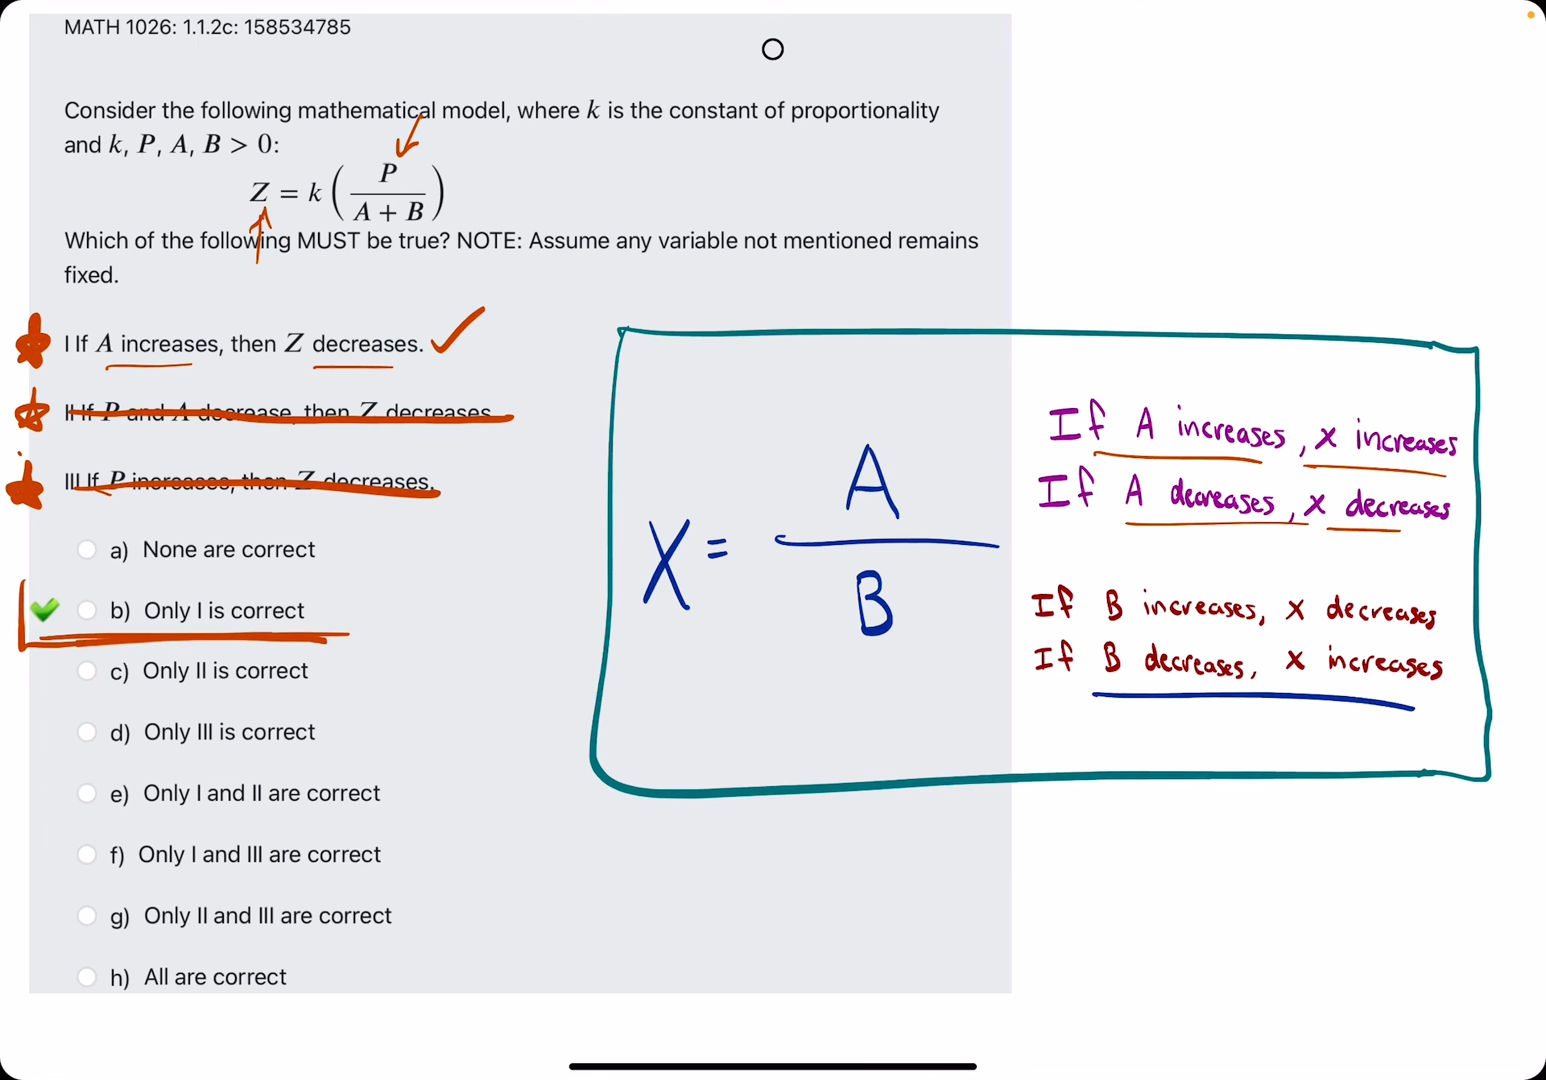 MATH 1026: 1.1.2c: 158534785
Consider the following mathematical model, where k is the constant of proportionality
and k, P, A, B > 0:
Z = k ( P / A + B )
Which of the following MUST be true? NOTE: Assume any variable not mentioned remains
fixed.
I If A increases, then Z decreases.
II If P and A decrease, then Z decreases.
III If P increases, then Z decreases.
a) None are correct
b) Only I is correct
c) Only II is correct
d) Only III is correct
e) Only I and II are correct
f) Only I and III are correct
g) Only II and III are correct
h) All are correct
X = A / B
If A increases, x increases
If A decreases, x decreases
If B increases, x decreases
If B decreases, x increases